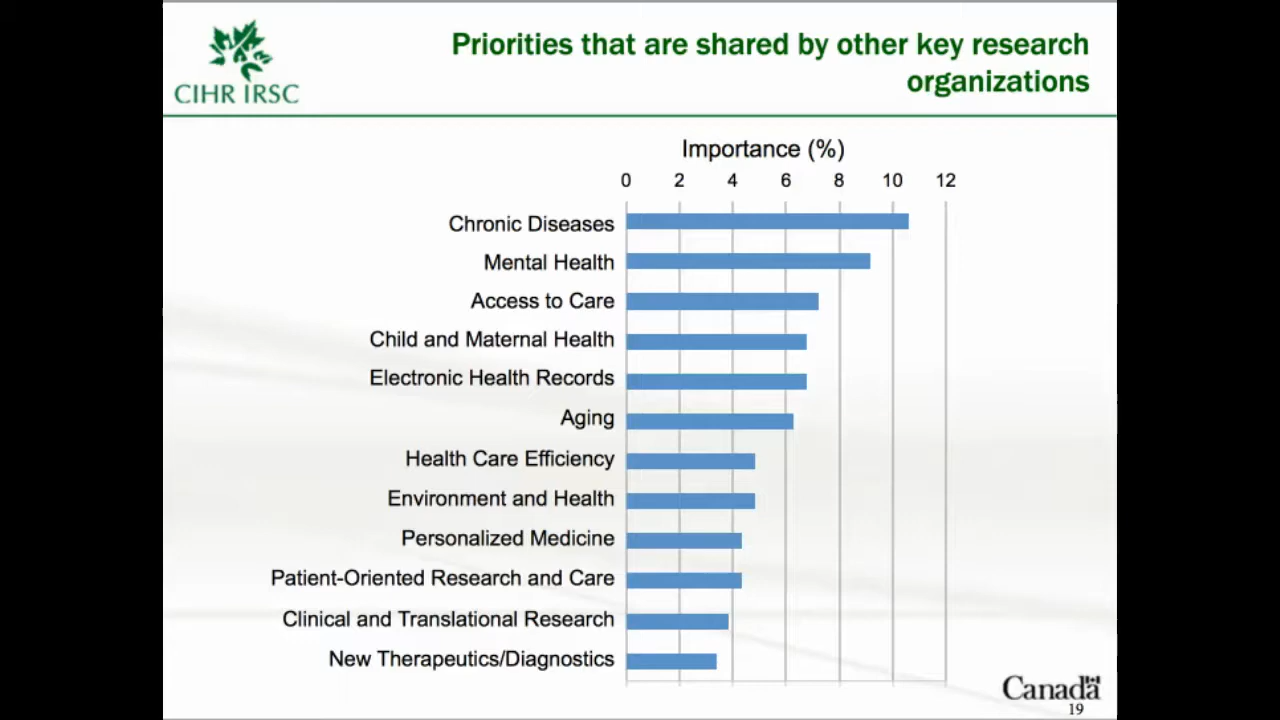 CIHR IRSC
Priorities that are shared by other key research
organizations
Importance (%)
0 2 4 6 8 10 12
Chronic Diseases
Mental Health
Access to Care
Child and Maternal Health
Electronic Health Records
Aging
Health Care Efficiency
Environment and Health
Personalized Medicine
Patient-Oriented Research and Care
Clinical and Translational Research
New Therapeutics/Diagnostics
Canada
19